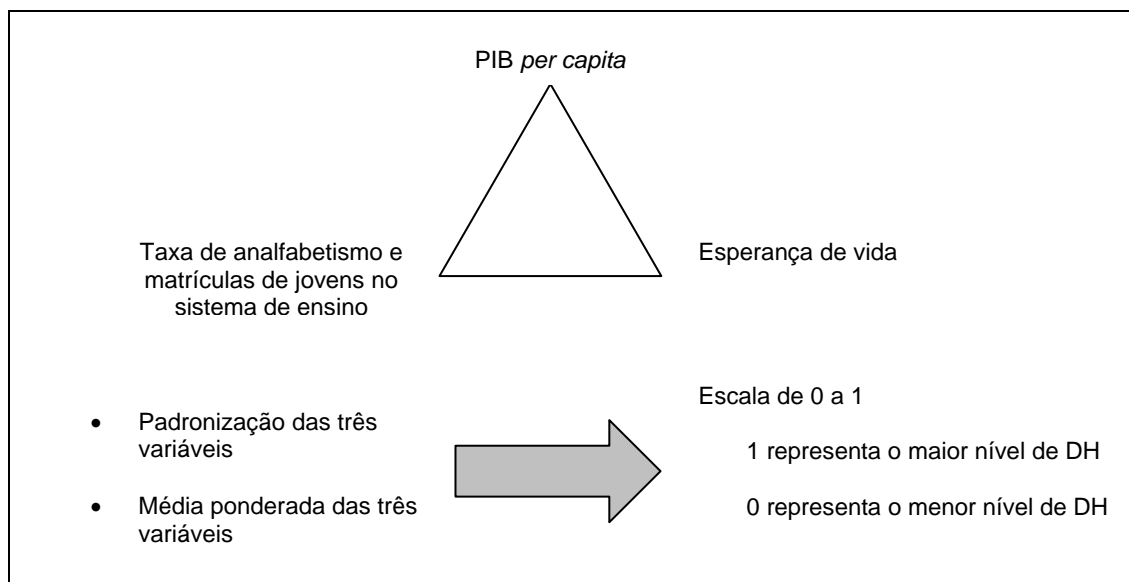 PIB per capita
Taxa de analfabetismo e
matrículas de jovens no
sistema de ensino
Esperança de vida
• Padronização das três
variáveis
• Média ponderada das três
variáveis
Escala de 0 a 1
1 representa o maior nível de DH
0 representa o menor nível de DH